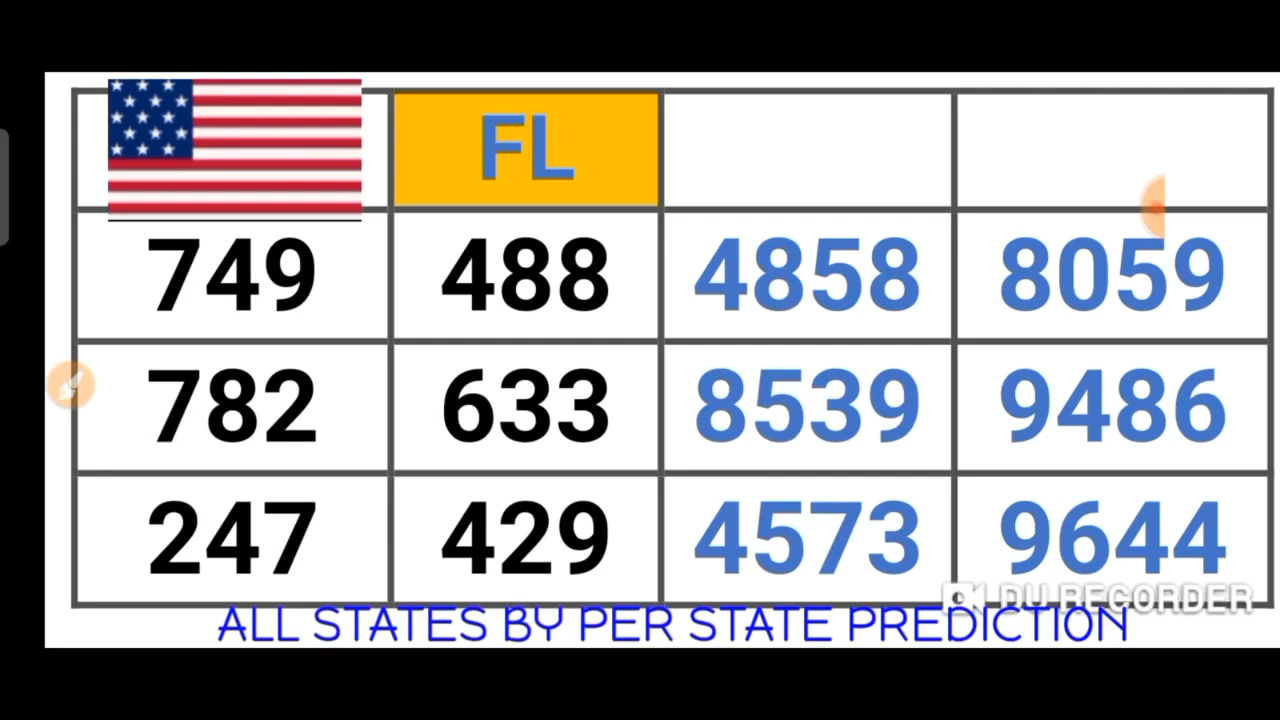 FL
749 488 4858 8059
782 633 8539 9486
247 429 4573 9644
DU RECORDER
ALL STATES BY PER STATE PREDICTION